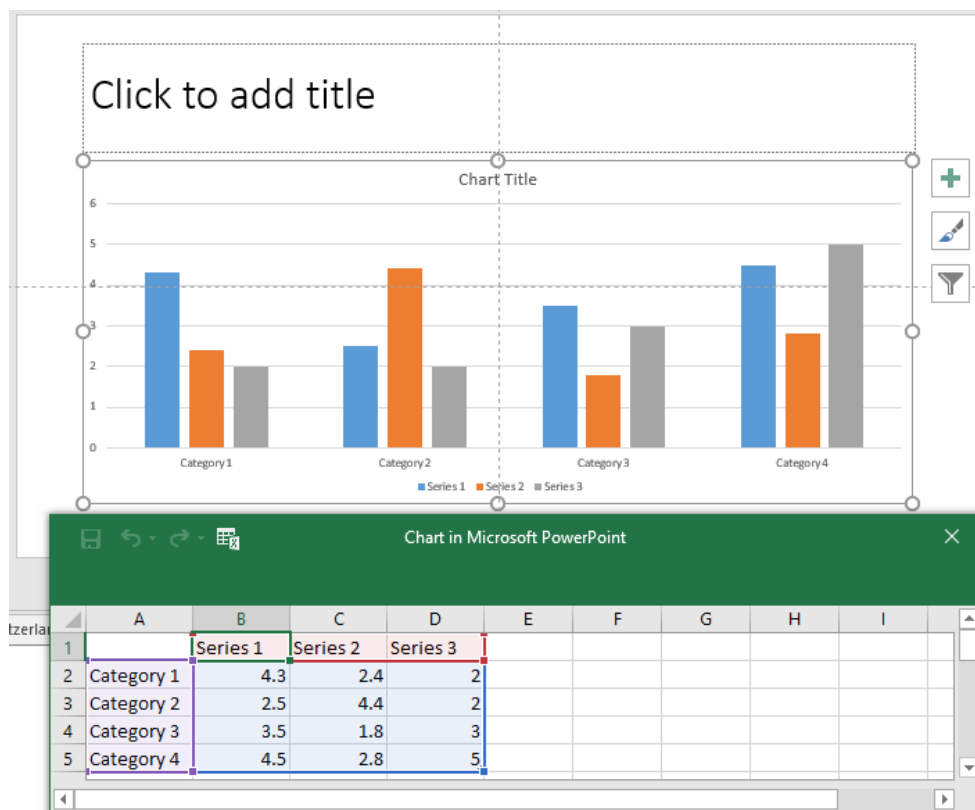 Click to add title
Chart Title
6
5
4
3
2
1
0
Category 1 Category 2 Category 3 Category 4
Series 1 Series 2 Series 3
Chart in Microsoft PowerPoint
A B C D E F G H I
1 Series 1 Series 2 Series 3
2 Category 1 4.3 2.4 2
3 Category 2 2.5 4.4 2
4 Category 3 3.5 1.8 3
5 Category 4 4.5 2.8 5